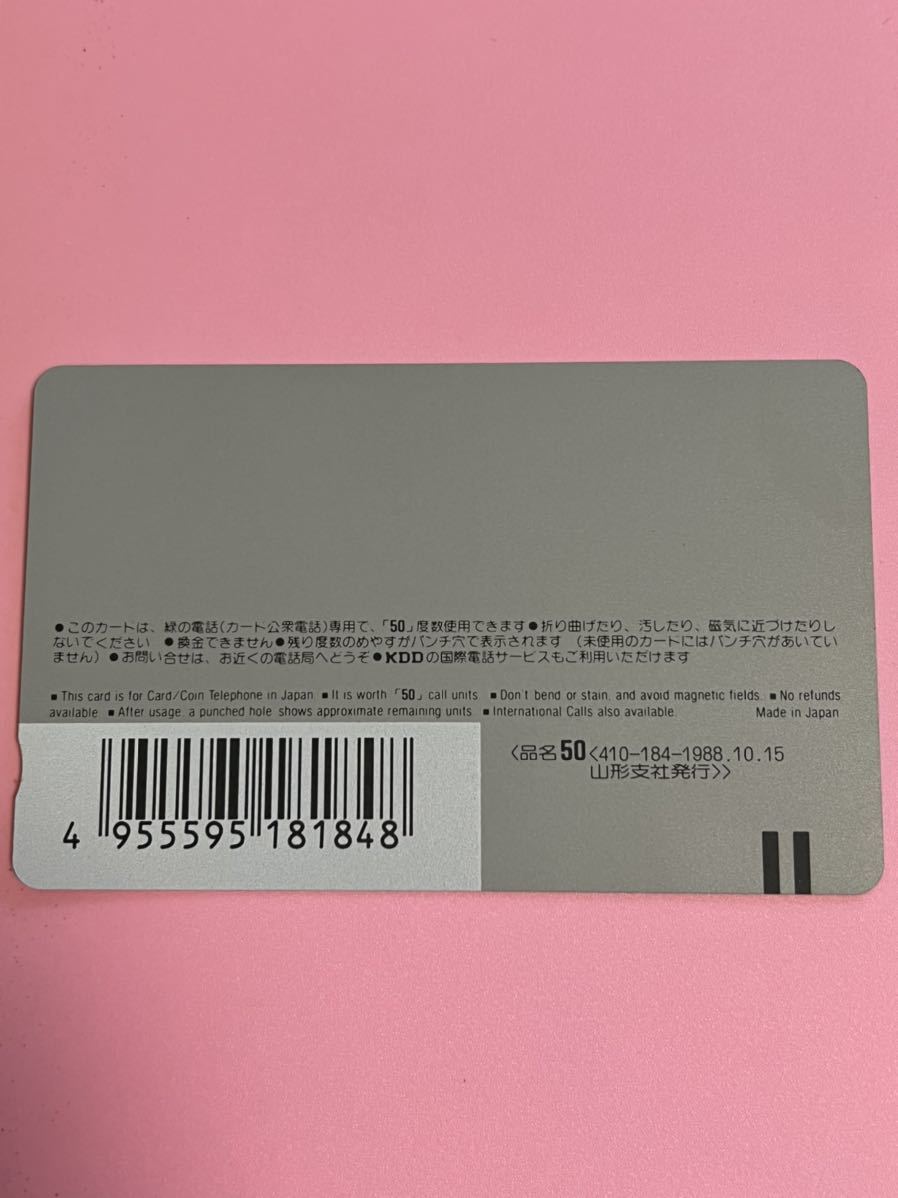 ●このカードは、緑の電話(カード公衆電話)専用で、「50」度数使用できます●折り曲げたり、汚したり、磁気に近づけたりし
ないでください ●換金できません●残り度数のめやすがパンチ穴で表示されます (未使用のカードにはパンチ穴があいてい
ません) ●お問い合せは、お近くの電話局へどうぞ●KDDの国際電話サービスもご利用いただけます
■ This card is for Card/Coin Telephone in Japan. ■ It is worth「50」call units. ■ Don't bend or stain, and avoid magnetic fields. ■ No refunds
available. ■ After usage, a punched hole shows approximate remaining units. ■ International Calls also available. Made in Japan
〈品名50〈410-184-1988.10.15
山形支社発行〉〉
4 955595 181848